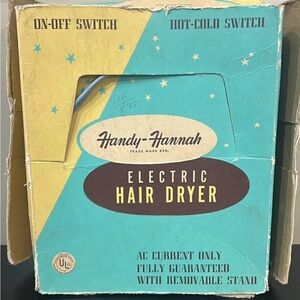 ON-OFF SWITCH
HOT-COLD SWITCH
Handy-Hannah
TRADE MARK REG.
ELECTRIC
HAIR DRYER
UL
AC CURRENT ONLY
FULLY GUARANTEED
WITH REMOVABLE STAND